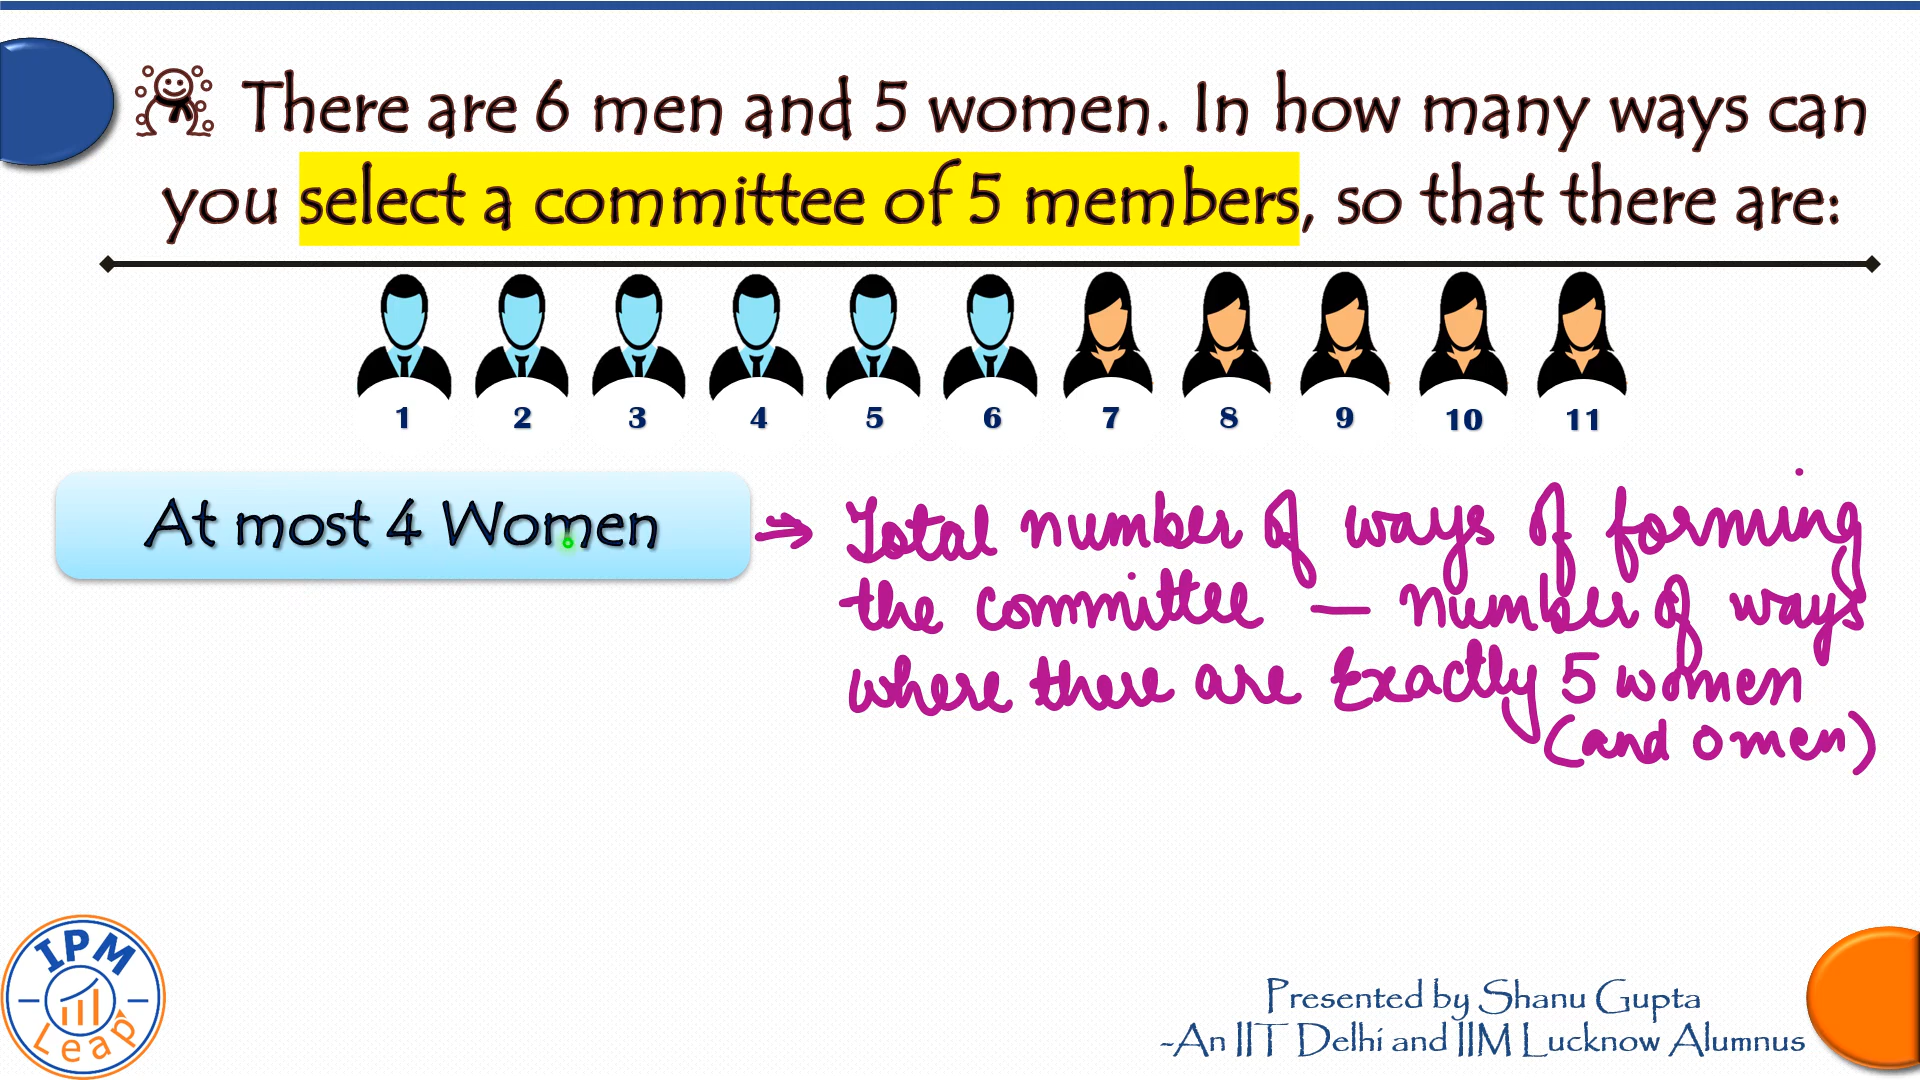 There are 6 men and 5 women. In how many ways can
you select a committee of 5 members, so that there are:
1 2 3 4 5 6 7 8 9 10 11
At most 4 Women
→ Total number of ways of forming
the committee — number of ways
where there are Exactly 5 women
(and 0 men)
IPM
Leap
Presented by Shanu Gupta
-An IIT Delhi and IIM Lucknow Alumnus